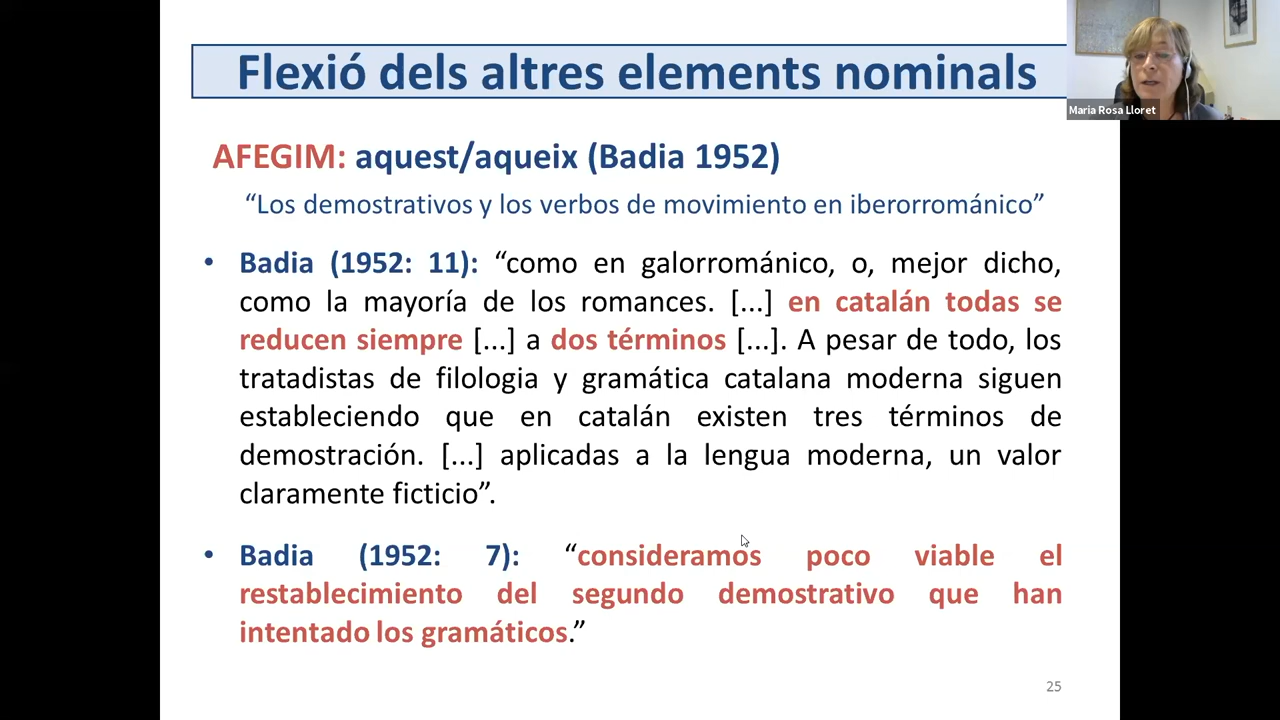 Flexió dels altres elements nominals
Maria Rosa Lloret
AFEGIM: aquest/aqueix (Badia 1952)
“Los demostrativos y los verbos de movimiento en iberorrománico”
• Badia (1952: 11): “como en galorrománico, o, mejor dicho,
como la mayoría de los romances. [...] en catalán todas se
reducen siempre [...] a dos términos [...]. A pesar de todo, los
tratadistas de filologia y gramática catalana moderna siguen
estableciendo que en catalán existen tres términos de
demostración. [...] aplicadas a la lengua moderna, un valor
claramente ficticio”.
• Badia (1952: 7): “consideramos poco viable el
restablecimiento del segundo demostrativo que han
intentado los gramáticos.”
25